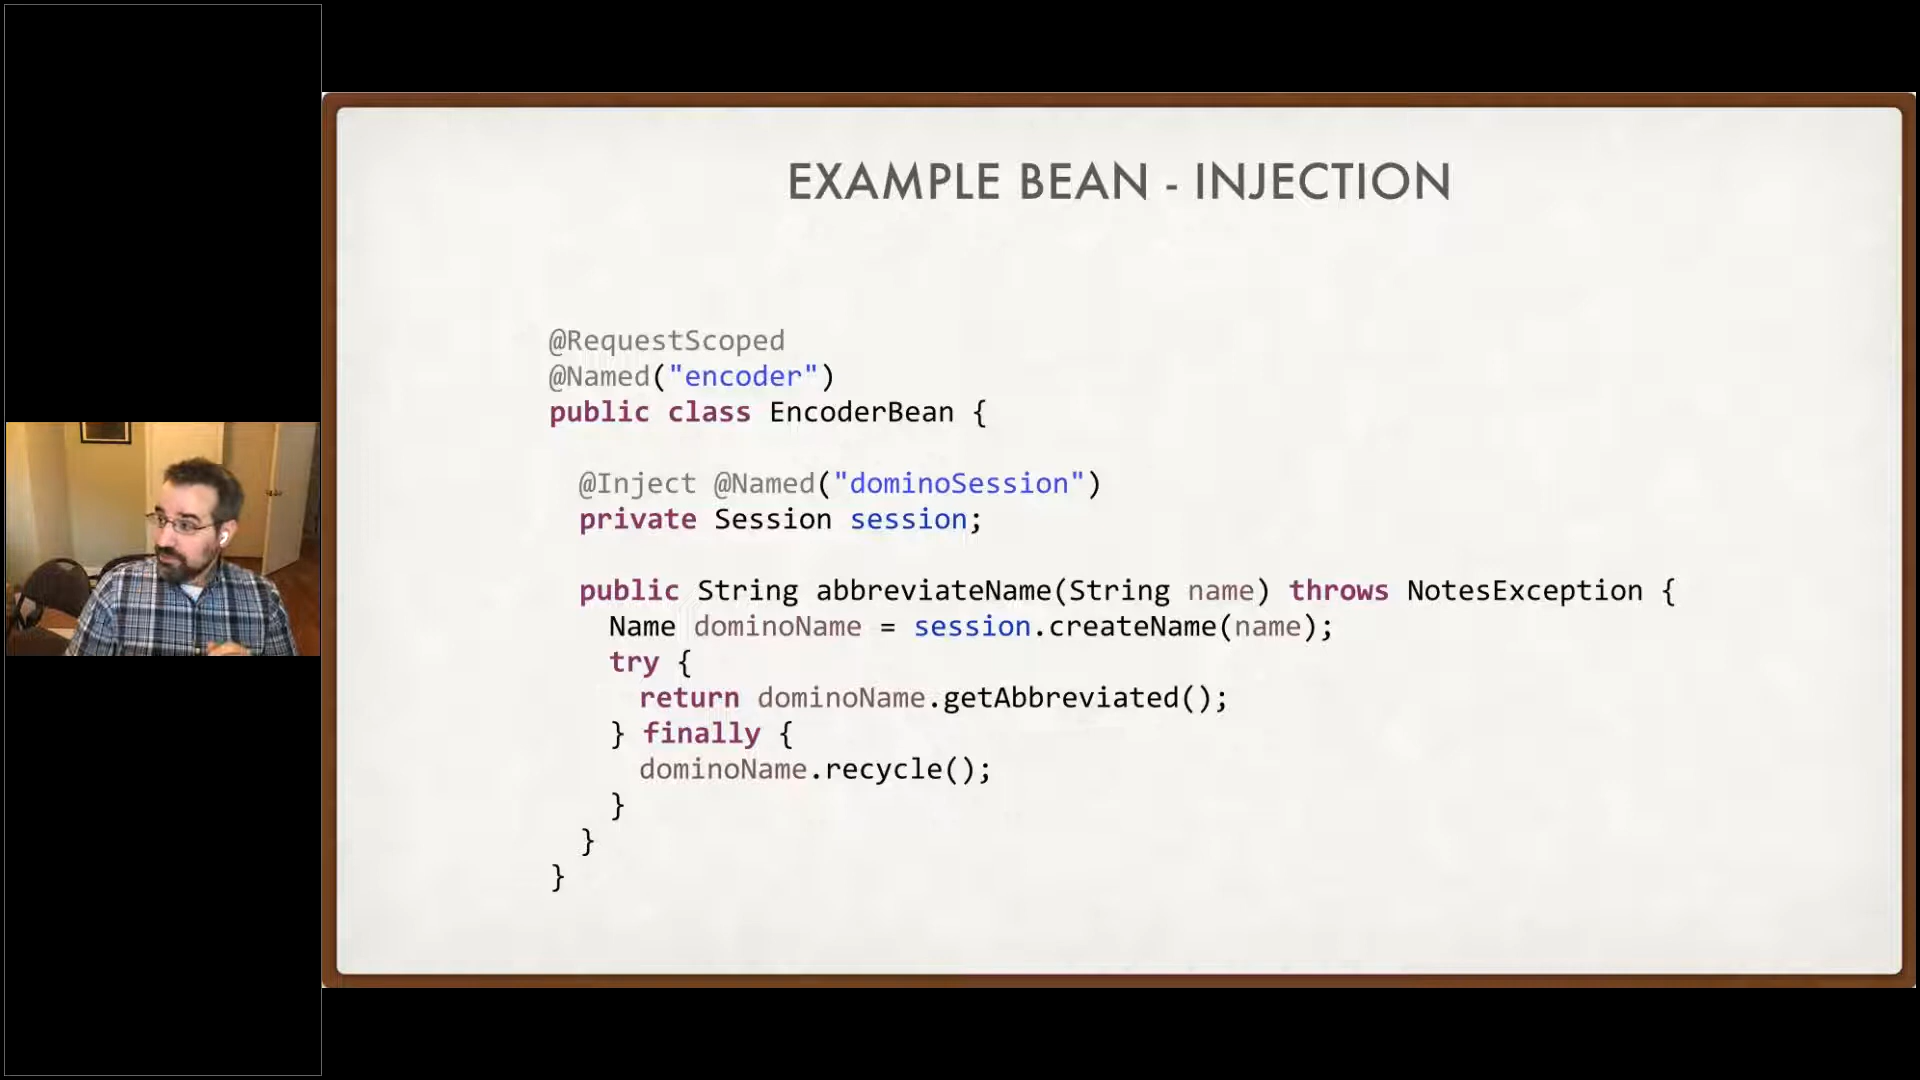 EXAMPLE BEAN - INJECTION
@RequestScoped
@Named("encoder")
public class EncoderBean {
@Inject @Named("dominoSession")
private Session session;
public String abbreviateName(String name) throws NotesException {
Name dominoName = session.createName(name);
try {
return dominoName.getAbbreviated();
} finally {
dominoName.recycle();
}
}
}